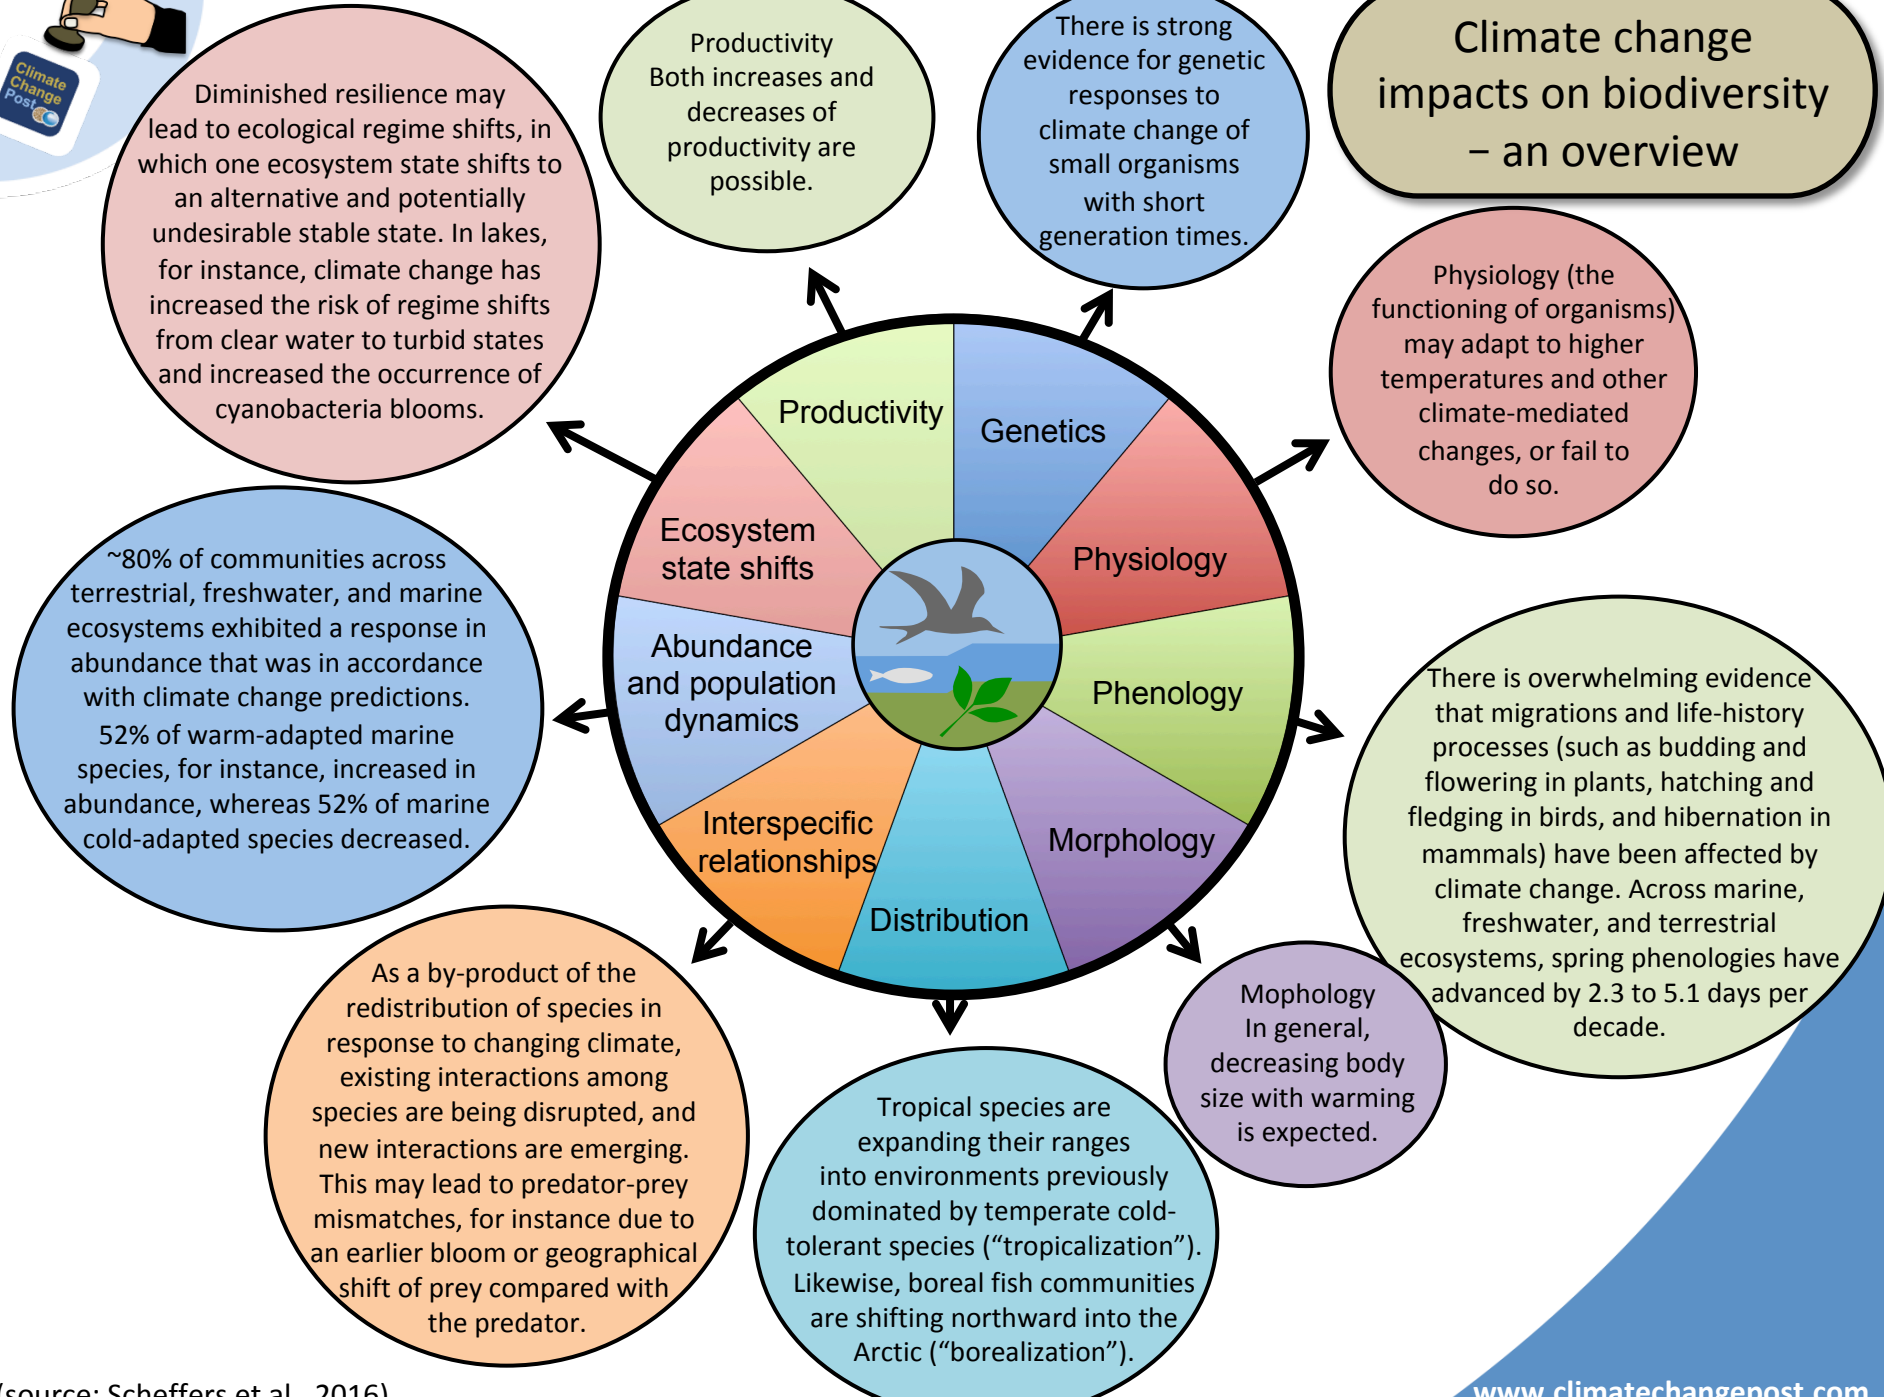 Climate
Change
Post
Climate change
impacts on biodiversity
– an overview
Diminished resilience may
lead to ecological regime shifts, in
which one ecosystem state shifts to
an alternative and potentially
undesirable stable state. In lakes,
for instance, climate change has
increased the risk of regime shifts
from clear water to turbid states
and increased the occurrence of
cyanobacteria blooms.
Productivity
Both increases and
decreases of
productivity are
possible.
There is strong
evidence for genetic
responses to
climate change of
small organisms
with short
generation times.
Physiology (the
functioning of organisms)
may adapt to higher
temperatures and other
climate-mediated
changes, or fail to
do so.
Productivity
Genetics
Ecosystem
state shifts
Physiology
Abundance
and population
dynamics
Phenology
Interspecific
relationships
Morphology
Distribution
~80% of communities across
terrestrial, freshwater, and marine
ecosystems exhibited a response in
abundance that was in accordance
with climate change predictions.
52% of warm-adapted marine
species, for instance, increased in
abundance, whereas 52% of marine
cold-adapted species decreased.
There is overwhelming evidence
that migrations and life-history
processes (such as budding and
flowering in plants, hatching and
fledging in birds, and hibernation in
mammals) have been affected by
climate change. Across marine,
freshwater, and terrestrial
ecosystems, spring phenologies have
advanced by 2.3 to 5.1 days per
decade.
As a by-product of the
redistribution of species in
response to changing climate,
existing interactions among
species are being disrupted, and
new interactions are emerging.
This may lead to predator-prey
mismatches, for instance due to
an earlier bloom or geographical
shift of prey compared with
the predator.
Mophology
In general,
decreasing body
size with warming
is expected.
Tropical species are
expanding their ranges
into environments previously
dominated by temperate cold-
tolerant species (“tropicalization”).
Likewise, boreal fish communities
are shifting northward into the
Arctic (“borealization”).
(source: Scheffers et al., 2016)
www.climatechangepost.com